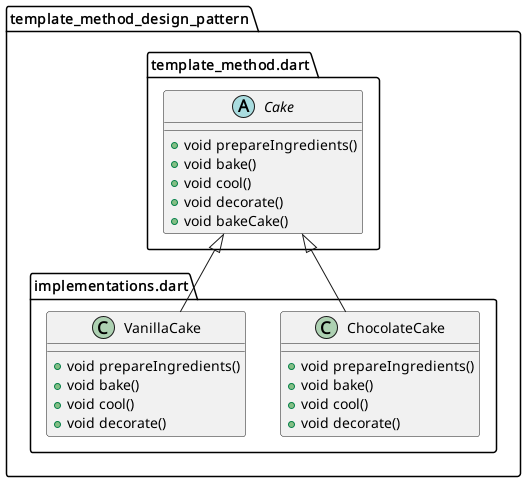 template_method_design_pattern
template_method.dart
A Cake
void prepareIngredients()
void bake()
void cool()
void decorate()
void bakeCake()
implementations.dart
C VanillaCake
void prepareIngredients()
void bake()
void cool()
void decorate()
C ChocolateCake
void prepareIngredients()
void bake()
void cool()
void decorate()